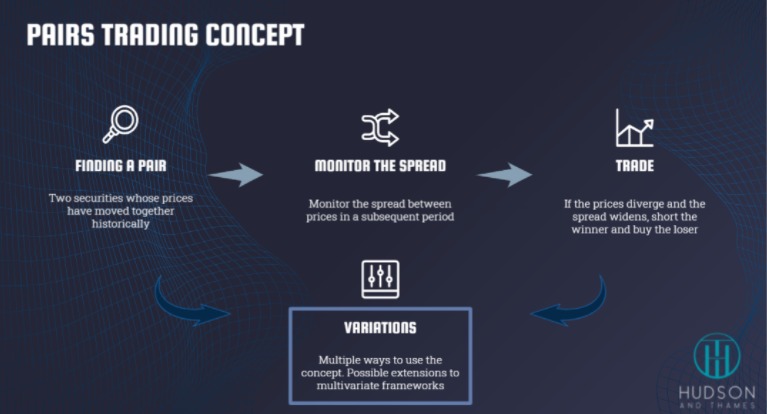 PAIRS TRADING CONCEPT
FINDING A PAIR
Two securities whose prices
have moved together
historically
MONITOR THE SPREAD
Monitor the spread between
prices in a subsequent period
TRADE
If the prices diverge and the
spread widens, short the
winner and buy the loser
VARIATIONS
Multiple ways to use the
concept. Possible extensions to
multivariate frameworks
HUDSON
AND THAMES